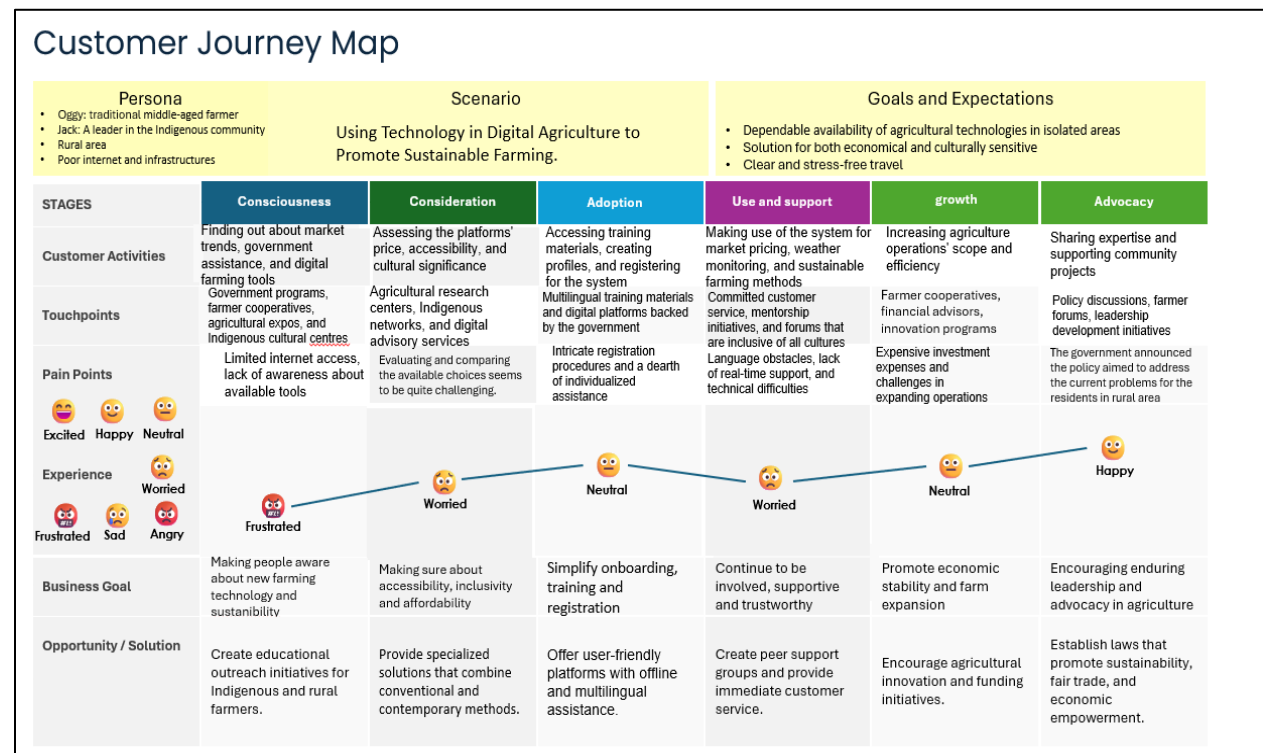 Customer Journey Map
Persona
• Oggy: traditional middle-aged farmer
• Jack: A leader in the Indigenous community
• Rural area
• Poor internet and infrastructures
Scenario
Using Technology in Digital Agriculture to
Promote Sustainable Farming.
Goals and Expectations
• Dependable availability of agricultural technologies in isolated areas
• Solution for both economical and culturally sensitive
• Clear and stress-free travel
STAGES
Consciousness
Consideration
Adoption
Use and support
growth
Advocacy
Customer Activities
Finding out about market
trends, government
assistance, and digital
farming tools
Assessing the platforms'
price, accessibility, and
cultural significance
Accessing training
materials, creating
profiles, and registering
for the system
Making use of the system for
market pricing, weather
monitoring, and sustainable
farming methods
Increasing agriculture
operations' scope and
efficiency
Sharing expertise and
supporting community
projects
Touchpoints
Government programs,
farmer cooperatives,
agricultural expos, and
Indigenous cultural centres
Agricultural research
centers, Indigenous
networks, and digital
advisory services
Multilingual training materials
and digital platforms backed
by the government
Committed customer
service, mentorship
initiatives, and forums that
are inclusive of all cultures
Farmer cooperatives,
financial advisors,
innovation programs
Policy discussions, farmer
forums, leadership
development initiatives
Pain Points
Limited internet access,
lack of awareness about
available tools
Evaluating and comparing
the available choices seems
to be quite challenging.
Intricate registration
procedures and a dearth
of individualized
assistance
Language obstacles, lack
of real-time support, and
technical difficulties
Expensive investment
expenses and
challenges in
expanding operations
The government announced
the policy aimed to address
the current problems for the
residents in rural area
Excited
Happy
Neutral
Experience
Worried
Frustrated
Sad
Angry
Frustrated
Worried
Neutral
Worried
Neutral
Happy
Business Goal
Making people aware
about new farming
technology and
sustanibility
Making sure about
accessibility, inclusivity
and affordability
Simplify onboarding,
training and
registration
Continue to be
involved, supportive
and trustworthy
Promote economic
stability and farm
expansion
Encouraging enduring
leadership and
advocacy in agriculture
Opportunity / Solution
Create educational
outreach initiatives for
Indigenous and rural
farmers.
Provide specialized
solutions that combine
conventional and
contemporary methods.
Offer user-friendly
platforms with offline
and multilingual
assistance.
Create peer support
groups and provide
immediate customer
service.
Encourage agricultural
innovation and funding
initiatives.
Establish laws that
promote sustainability,
fair trade, and
economic
empowerment.